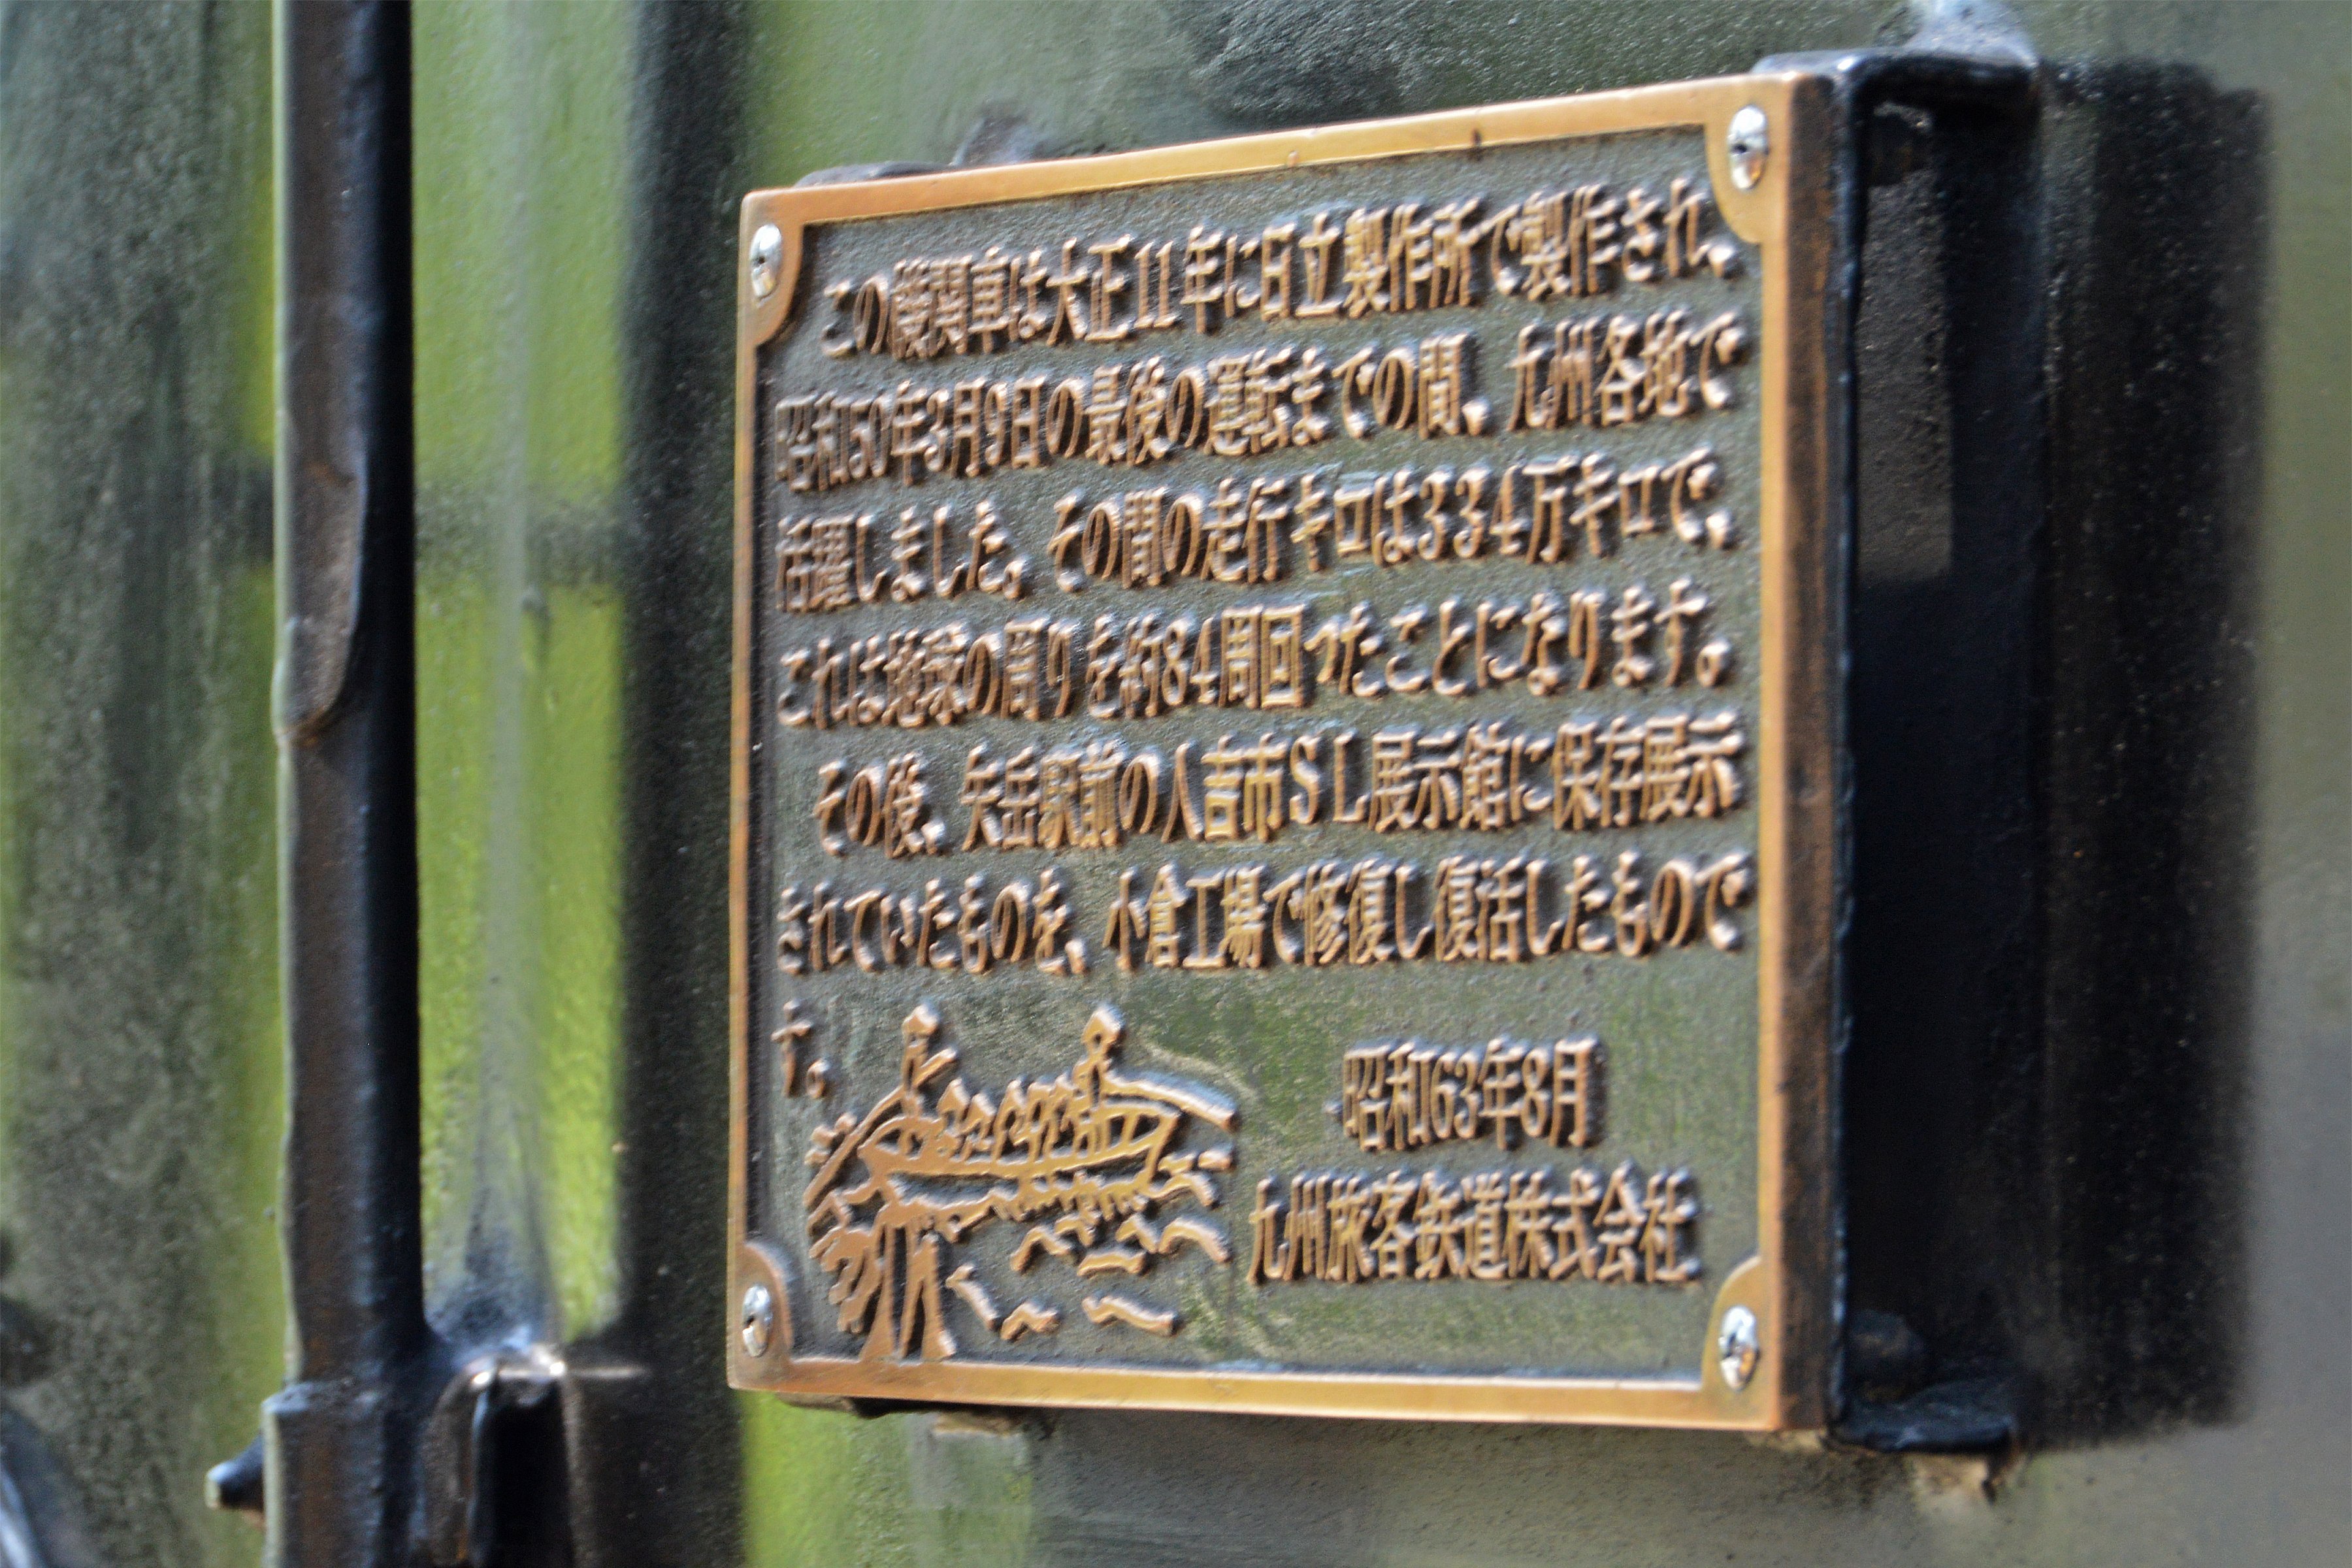 この機関車は大正11年に日立製作所で製作され、
昭和50年3月9日の最後の運転までの間、九州各地で
活躍しました。その間の走行キロは334万キロで、
これは地球の周りを約84周回ったことになります。
その後、矢岳駅前の人吉市SL展示館に保存展示
されていたものを、小倉工場で修復し復活したもので
す。
昭和63年8月
九州旅客鉄道株式会社